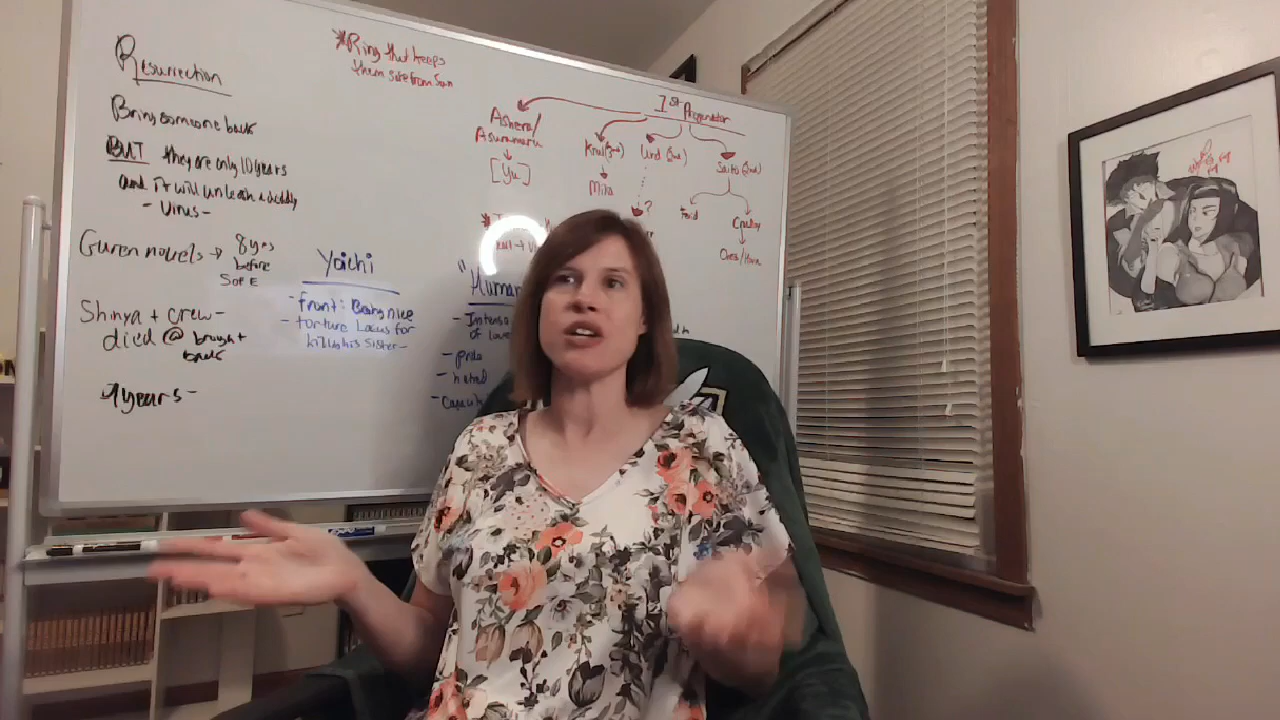 Resurrection
Bring someone back
BUT they are only 10 years
and it will unleash a deadly
-Virus-
Guren novels → 8 yrs
before
S of E
Shinya + crew-
died @ brought
back
9 years-
*Ring that keeps
them safe from Sun
Yoichi
- front: Being nice
- torture Lacus for
killing his sister-
1st Progenitor
Ashera/
Asuramaru
[Yu]
Krul (3rd)
Mika
Urd (2nd)
?
Saito (2nd)
Ferid
Crowley
Chess/Horn
"Human
- Intense
of love
- pride
- hatred